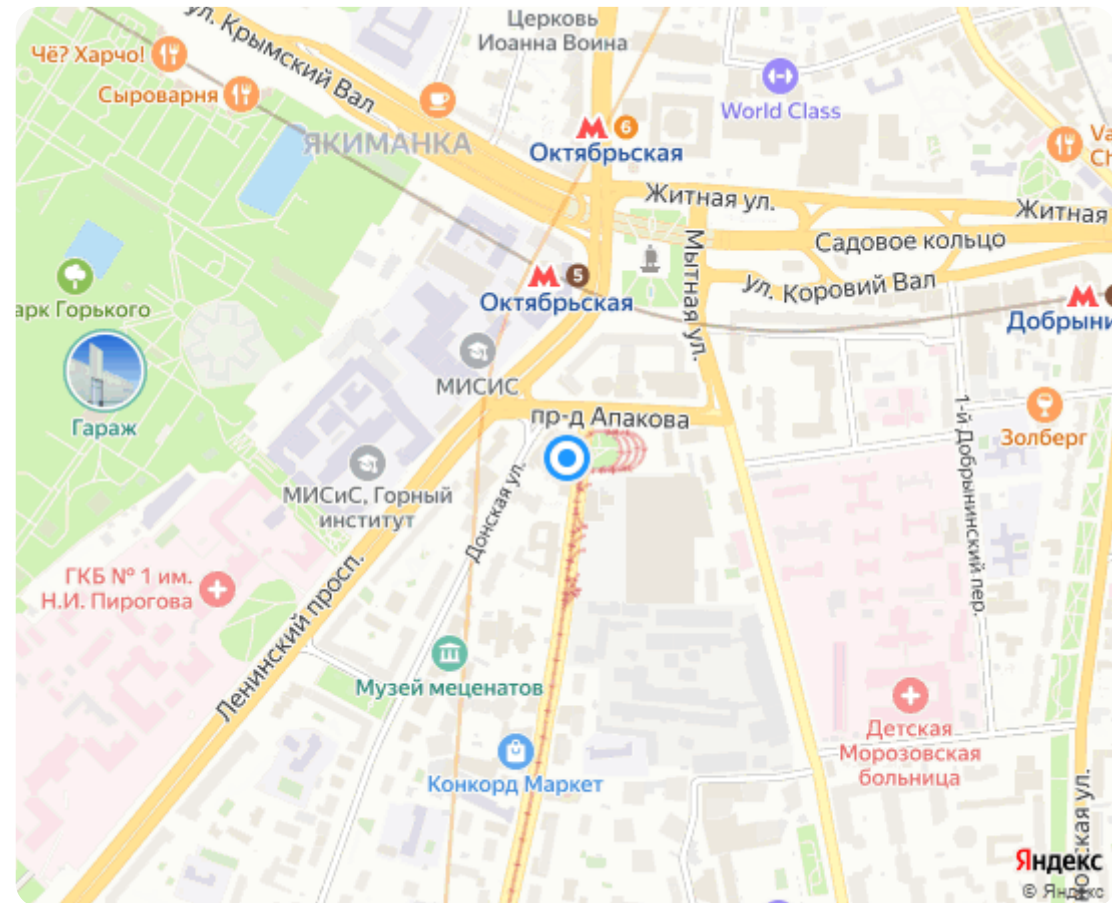 Церковь
Иоанна Воина
ул. Крымский Вал
Чё? Харчо!
Сыроварня
World Class
ЯКИМАНКА
6
Октябрьская
Житная ул.
Житная
Садовое кольцо
Мытная ул.
5
Октябрьская
ул. Коровий Вал
арк Горького
МИСИС
пр-д Апакова
Гараж
1-й Добрынинский пер.
Золберг
МИСиС, Горный
институт
Донская ул.
ГКБ № 1 им.
Н.И. Пирогова
Ленинский просп.
Музей меценатов
Детская
Морозовская
больница
Конкорд Маркет
Яндекс
© Яндекс